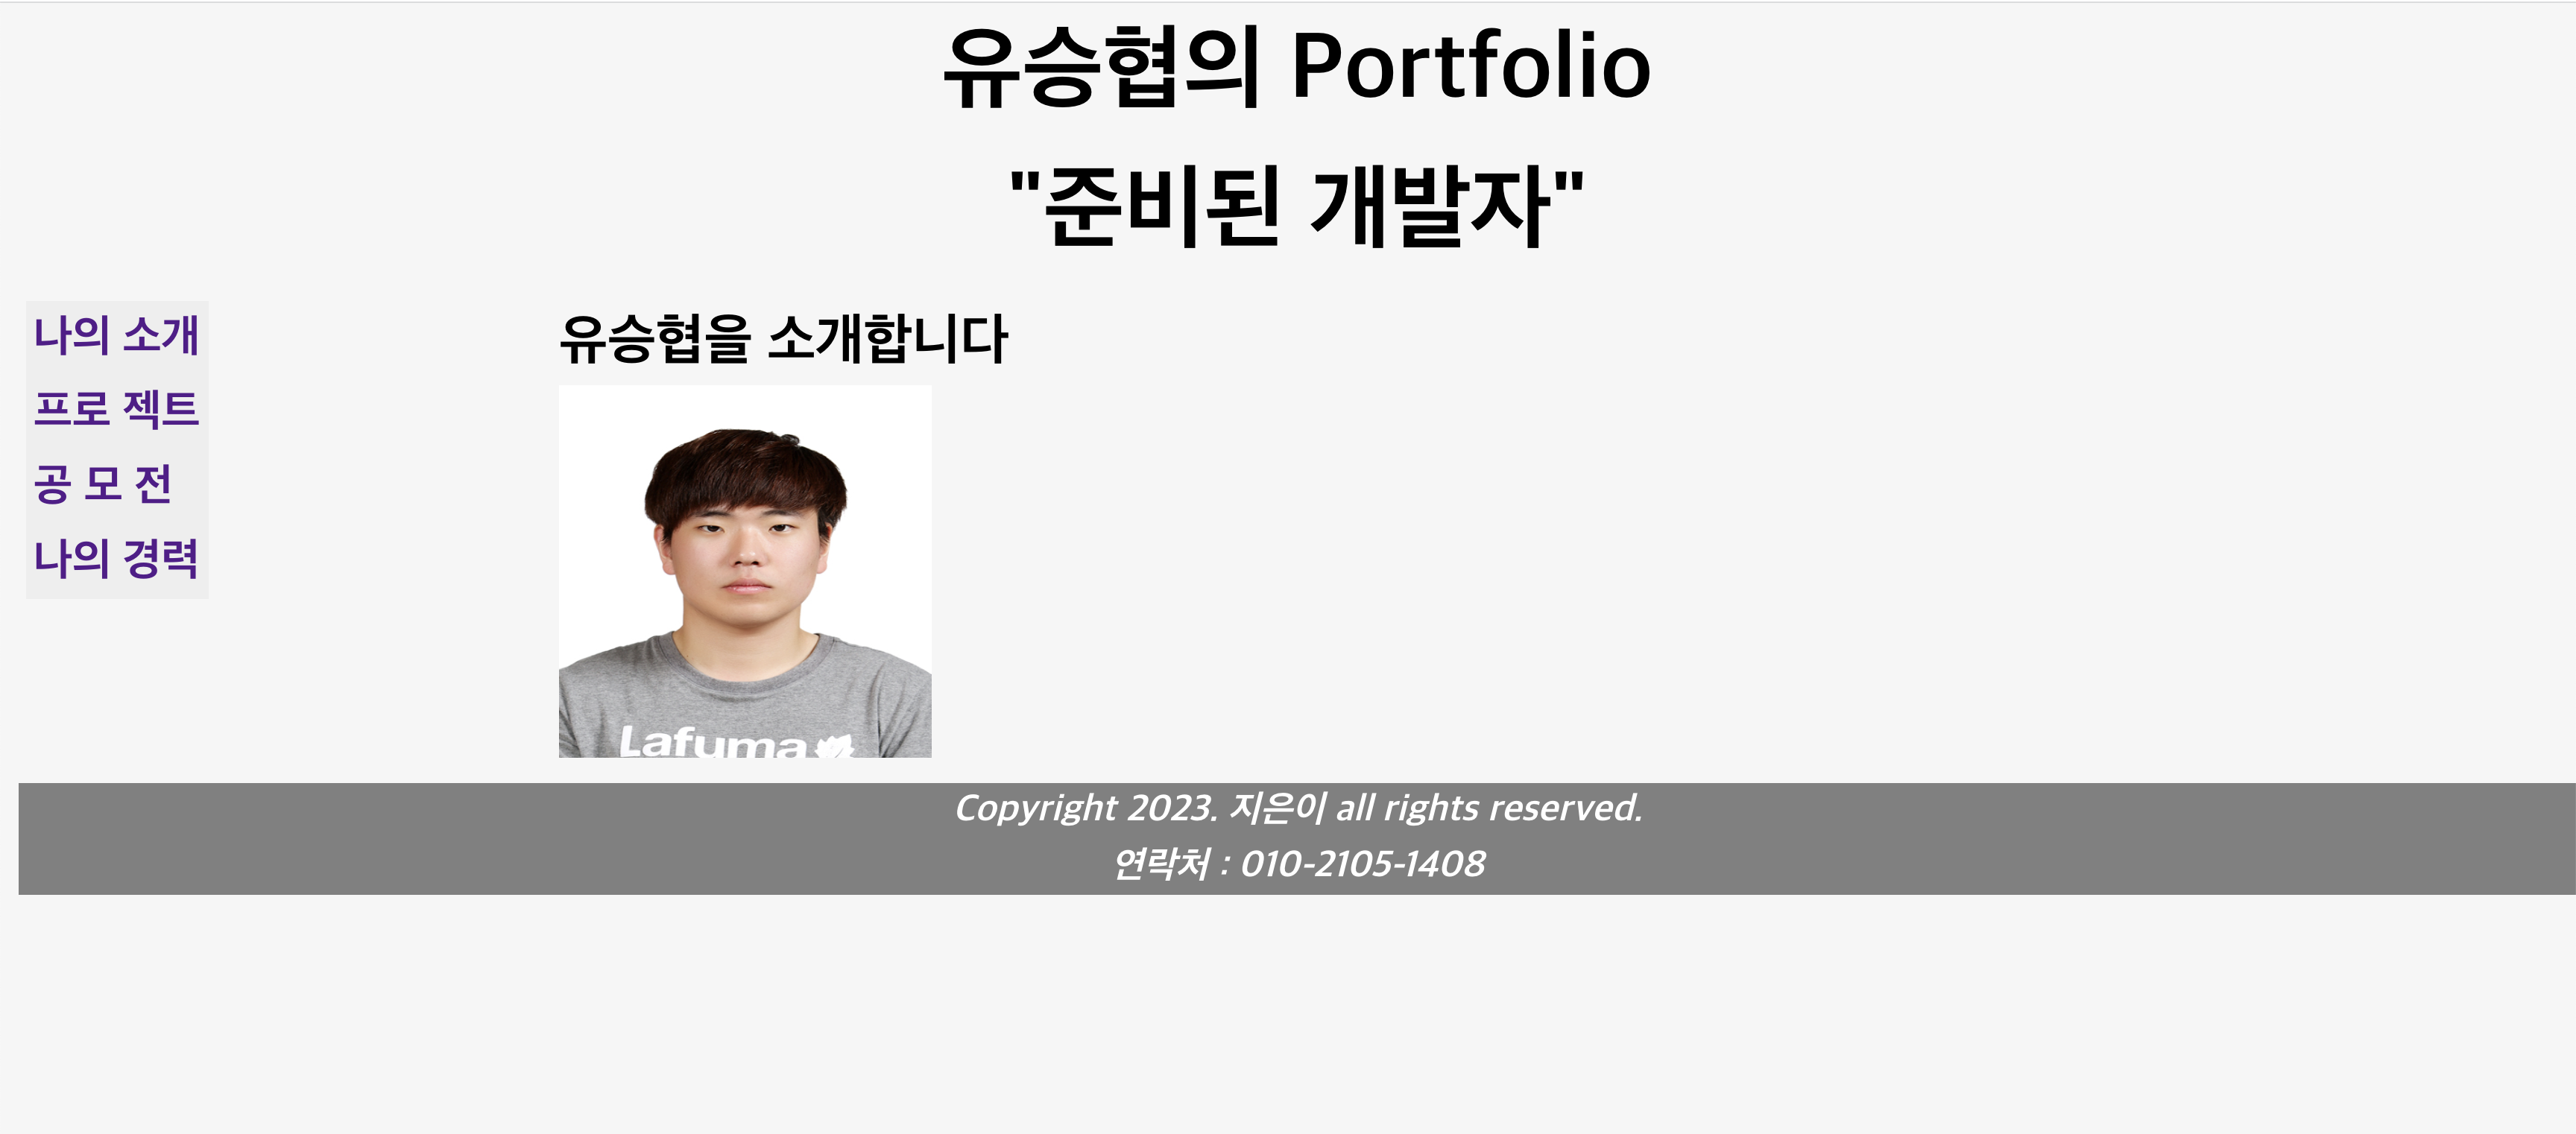 유승협의 Portfolio
"준비된 개발자"
나의 소개
프로 젝트
공 모 전
나의 경력
유승협을 소개합니다
Lafuma
Copyright 2023. 지은이 all rights reserved.
연락처 : 010-2105-1408